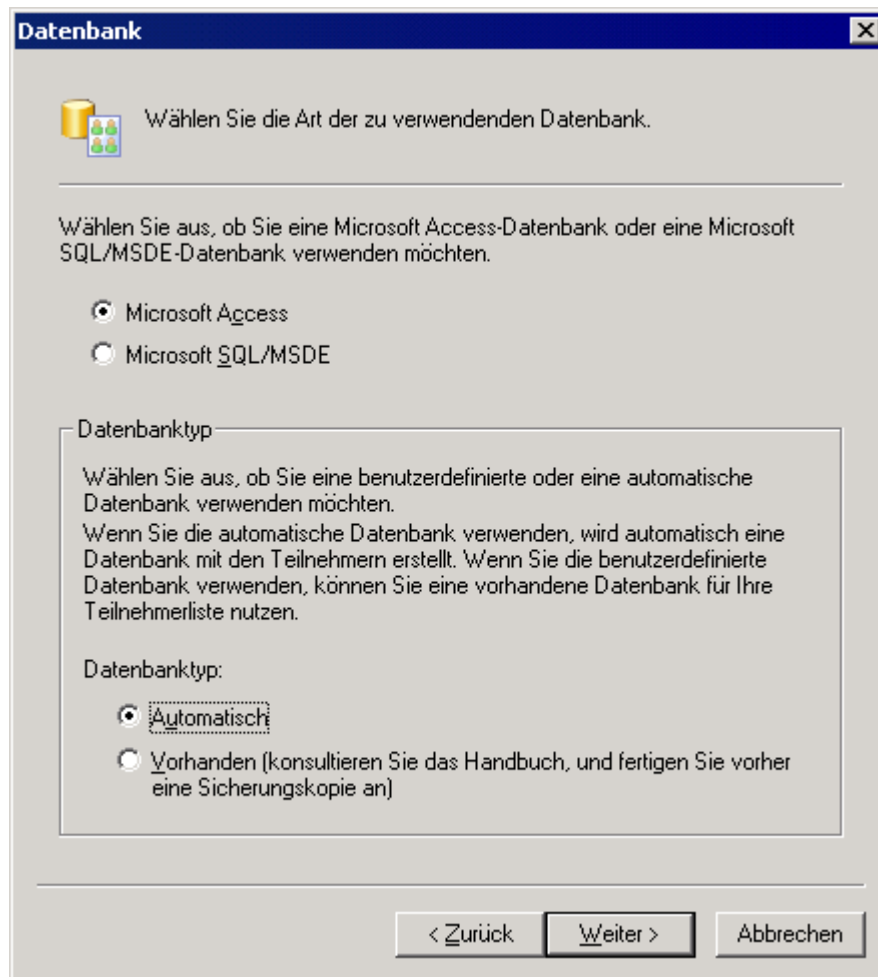 Datenbank
Wählen Sie die Art der zu verwendenden Datenbank.
Wählen Sie aus, ob Sie eine Microsoft Access-Datenbank oder eine Microsoft
SQL/MSDE-Datenbank verwenden möchten.
Microsoft Access
Microsoft SQL/MSDE
Datenbanktyp
Wählen Sie aus, ob Sie eine benutzerdefinierte oder eine automatische
Datenbank verwenden möchten.
Wenn Sie die automatische Datenbank verwenden, wird automatisch eine
Datenbank mit den Teilnehmern erstellt. Wenn Sie die benutzerdefinierte
Datenbank verwenden, können Sie eine vorhandene Datenbank für Ihre
Teilnehmerliste nutzen.
Datenbanktyp:
Automatisch
Vorhanden (konsultieren Sie das Handbuch, und fertigen Sie vorher
eine Sicherungskopie an)
< Zurück Weiter > Abbrechen